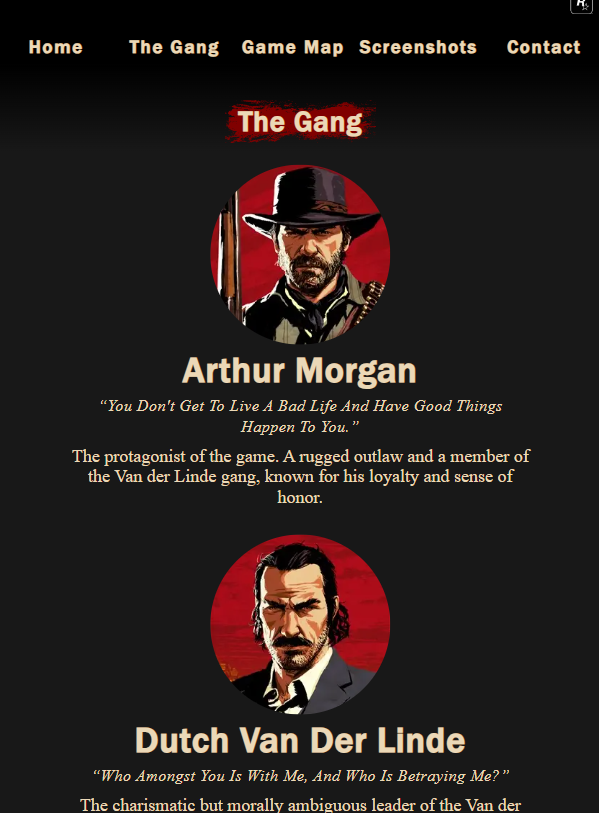 R
Home The Gang Game Map Screenshots Contact
The Gang
Arthur Morgan
“You Don't Get To Live A Bad Life And Have Good Things
Happen To You.”
The protagonist of the game. A rugged outlaw and a member of
the Van der Linde gang, known for his loyalty and sense of
honor.
Dutch Van Der Linde
“Who Amongst You Is With Me, And Who Is Betraying Me?”
The charismatic but morally ambiguous leader of the Van der